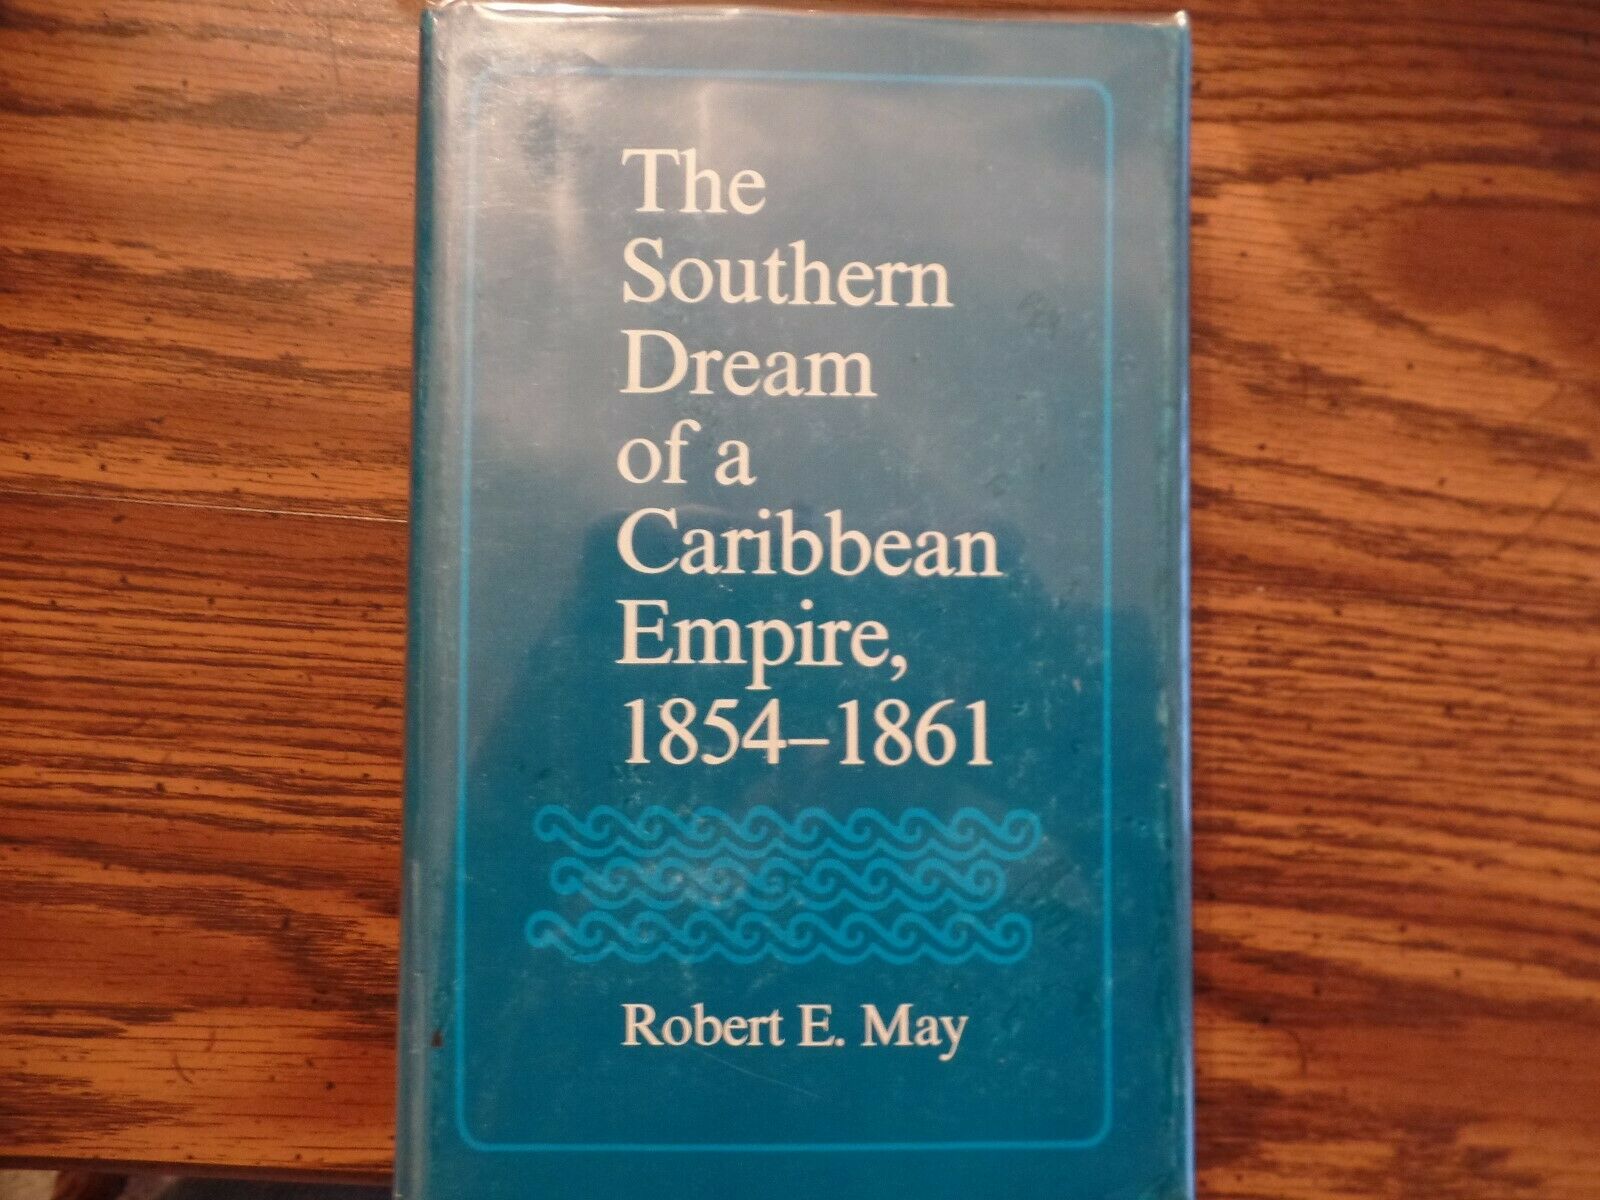 The
Southern
Dream
of a
Caribbean
Empire,
1854–1861
Robert E. May